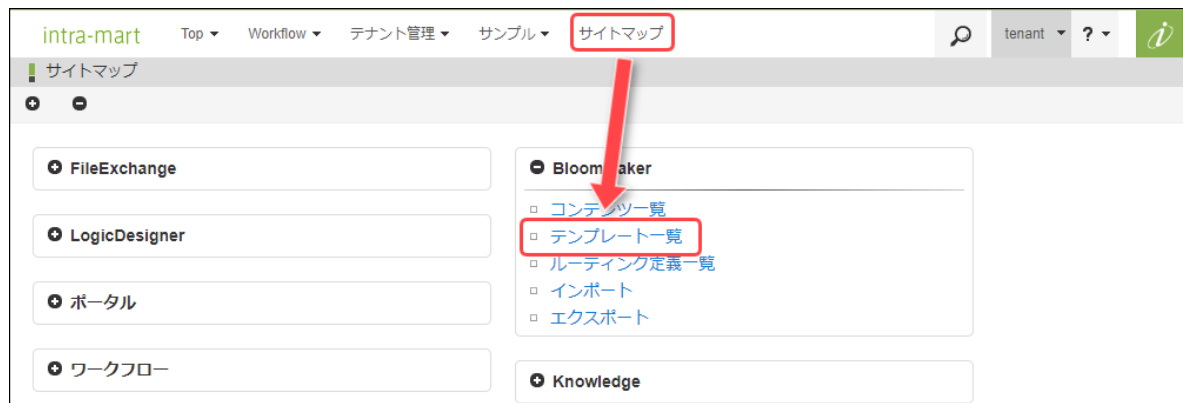 intra-mart Top Workflow テナント管理 サンプル サイトマップ tenant ?
サイトマップ
FileExchange
LogicDesigner
ポータル
ワークフロー
BloomMaker
コンテンツ一覧
テンプレート一覧
ルーティング定義一覧
インポート
エクスポート
Knowledge